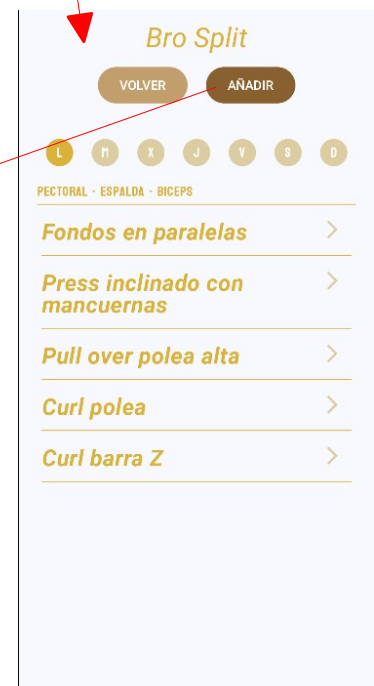 Bro Split
VOLVER AÑADIR
L M X J V S D
PECTORAL - ESPALDA - BICEPS
Fondos en paralelas
Press inclinado con
mancuernas
Pull over polea alta
Curl polea
Curl barra Z